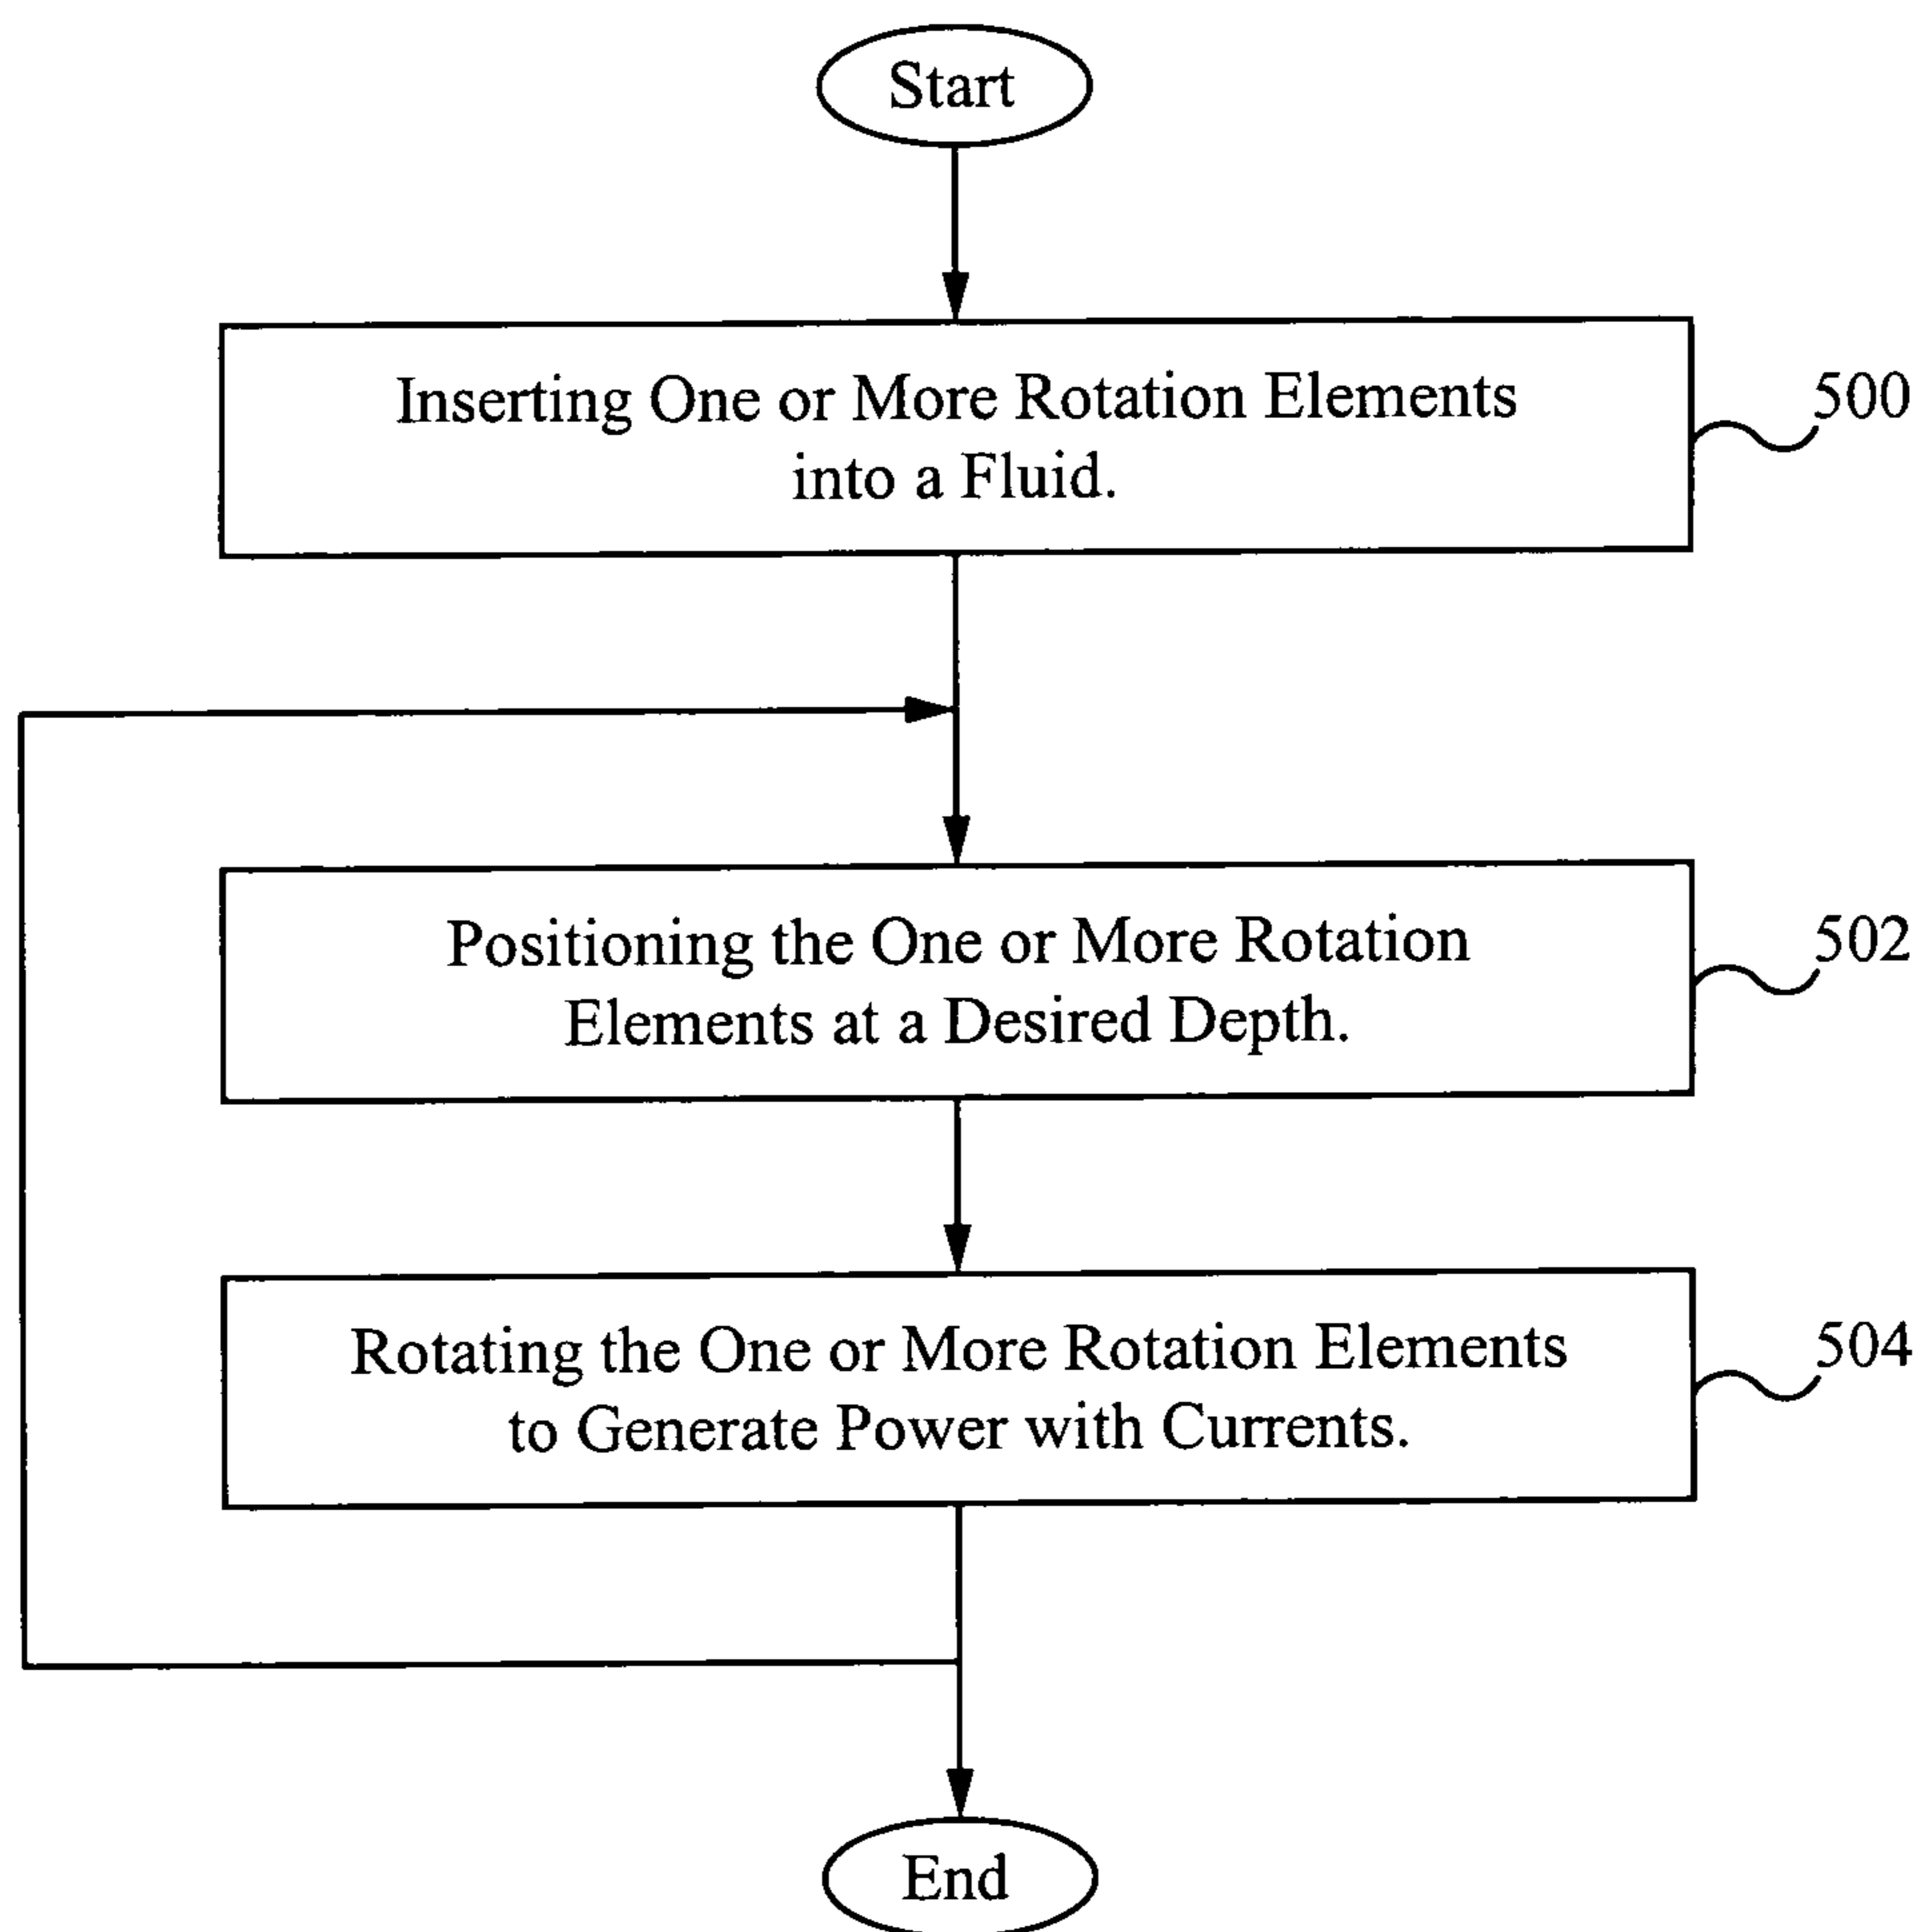 Start
Inserting One or More Rotation Elements
into a Fluid.
500
Positioning the One or More Rotation
Elements at a Desired Depth.
502
Rotating the One or More Rotation Elements
to Generate Power with Currents.
504
End